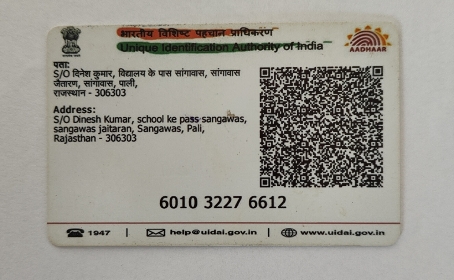 भारतीय विशिष्ट पहचान प्राधिकरण
Unique Identification Authority of India
AADHAAR
पता:
S/O दिनेश कुमार, विद्यालय के पास सांगावास, सांगावास
जैतारण, सांगावास, पाली,
राजस्थान - 306303
Address:
S/O Dinesh Kumar, school ke pass sangawas,
sangawas jaitaran, Sangawas, Pali,
Rajasthan - 306303
6010 3227 6612
1947 | help@uidai.gov.in | www.uidai.gov.in